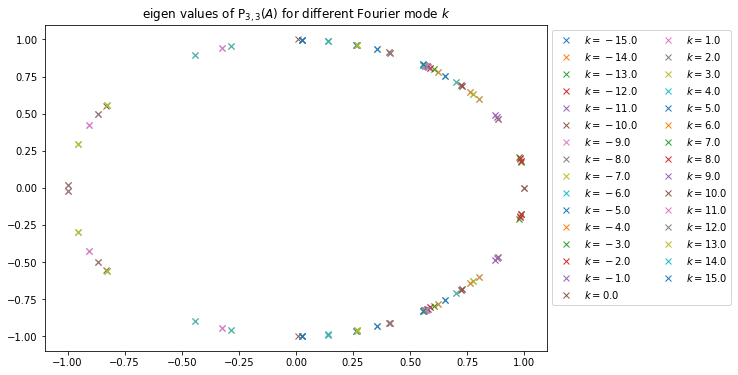 eigen values of P₃,₃(A) for different Fourier mode k
1.00
0.75
0.50
0.25
0.00
−0.25
−0.50
−0.75
−1.00
−1.00 −0.75 −0.50 −0.25 0.00 0.25 0.50 0.75 1.00
k = −15.0
k = −14.0
k = −13.0
k = −12.0
k = −11.0
k = −10.0
k = −9.0
k = −8.0
k = −7.0
k = −6.0
k = −5.0
k = −4.0
k = −3.0
k = −2.0
k = −1.0
k = 0.0
k = 1.0
k = 2.0
k = 3.0
k = 4.0
k = 5.0
k = 6.0
k = 7.0
k = 8.0
k = 9.0
k = 10.0
k = 11.0
k = 12.0
k = 13.0
k = 14.0
k = 15.0